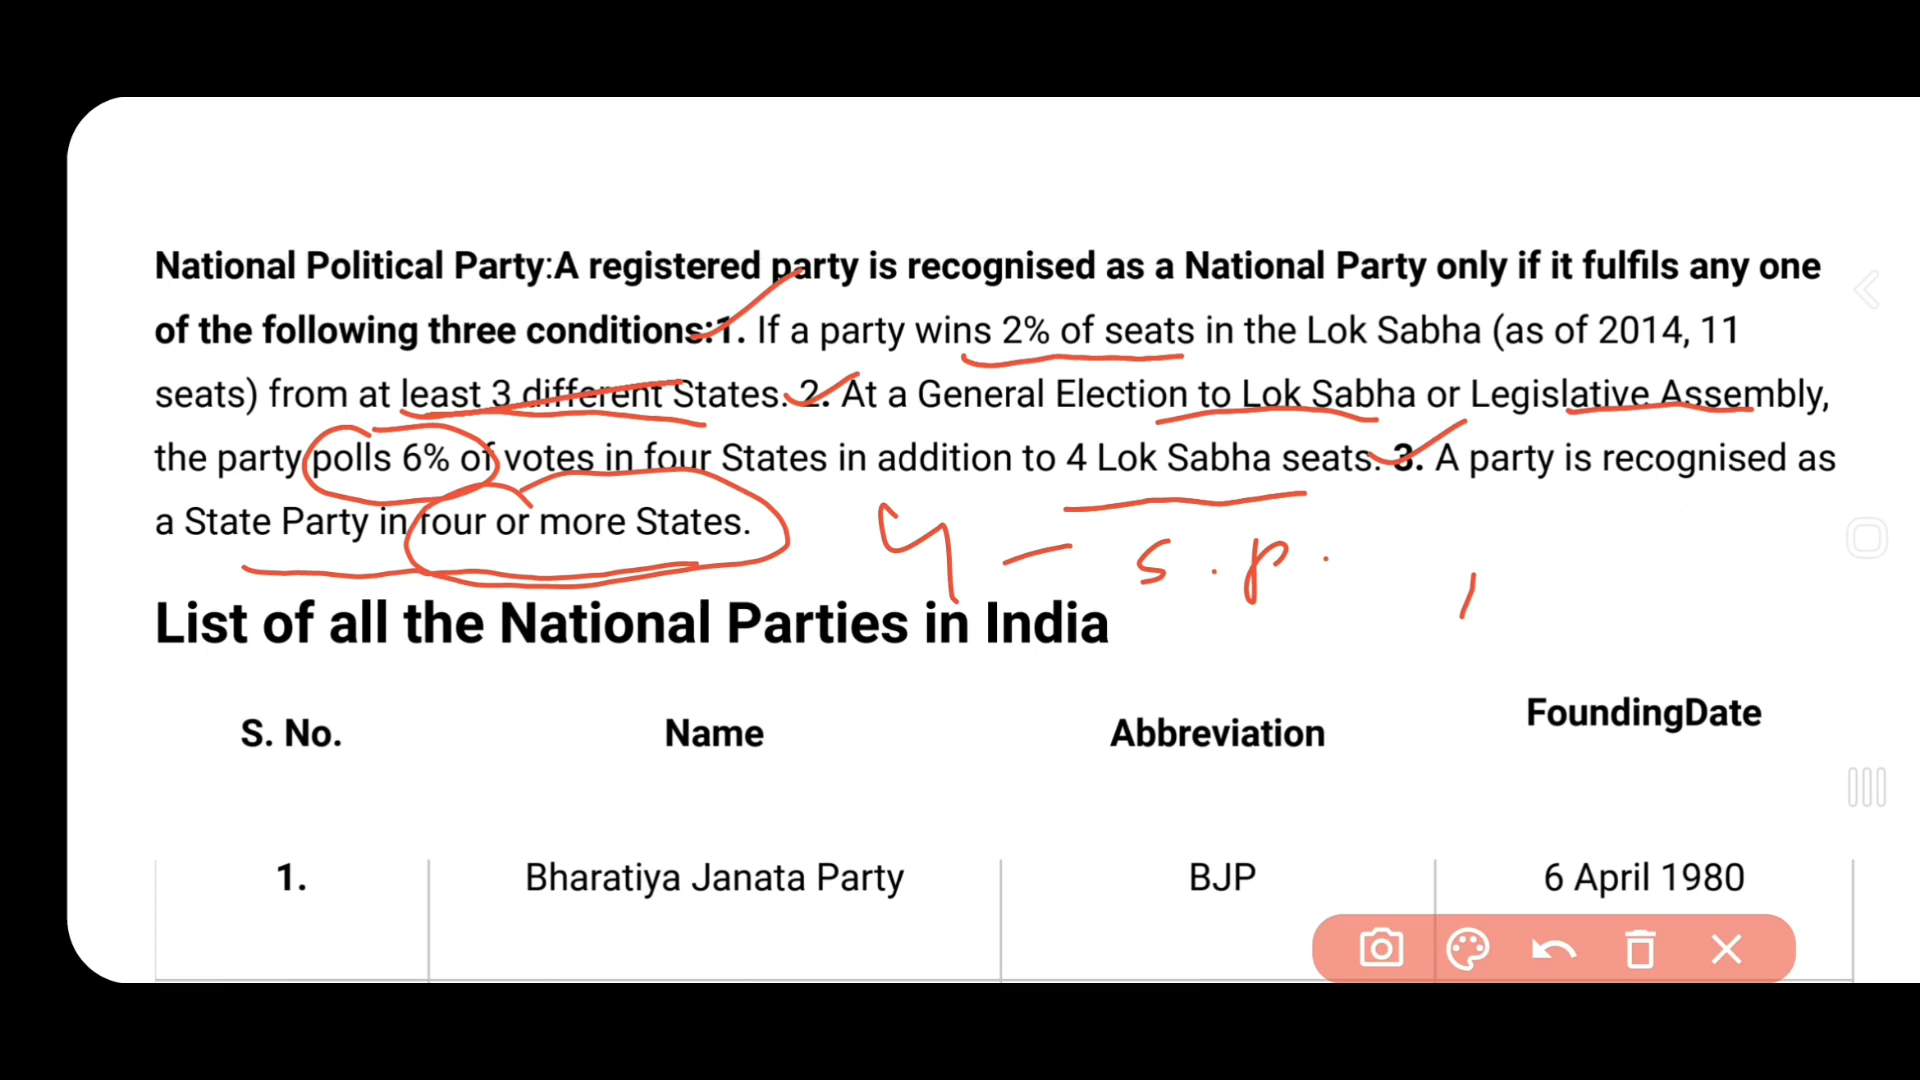 National Political Party:A registered party is recognised as a National Party only if it fulfils any one
of the following three conditions:1. If a party wins 2% of seats in the Lok Sabha (as of 2014, 11
seats) from at least 3 different States. 2. At a General Election to Lok Sabha or Legislative Assembly,
the party polls 6% of votes in four States in addition to 4 Lok Sabha seats. 3. A party is recognised as
a State Party in four or more States.
4 – S.P.
List of all the National Parties in India
S. No. Name Abbreviation FoundingDate
1. Bharatiya Janata Party BJP 6 April 1980